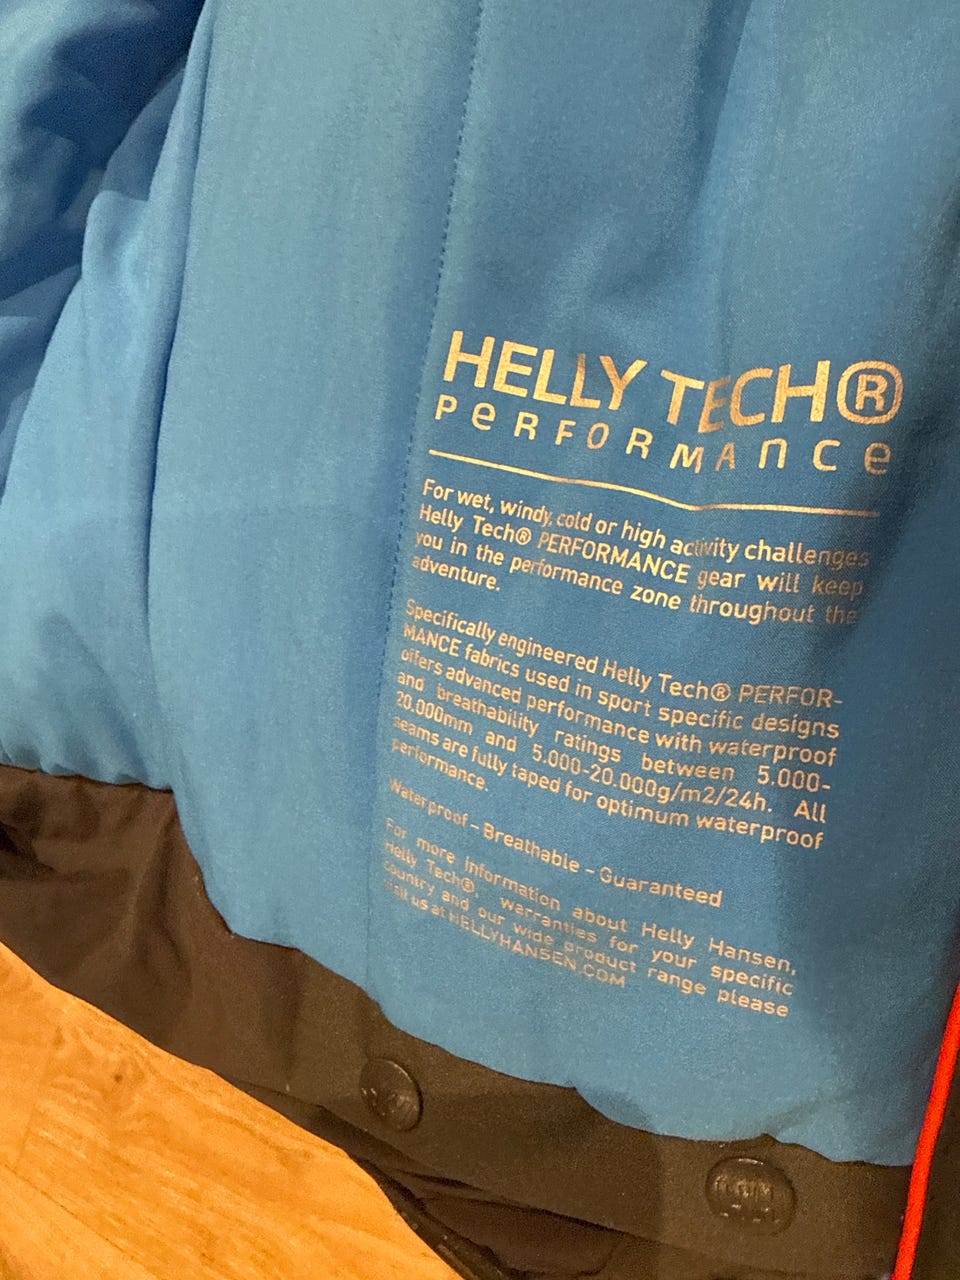 HELLY TECH®
PERFORMANCE
For wet, windy, cold or high activity challenges
Helly Tech® PERFORMANCE gear will keep
you in the performance zone throughout the
adventure.
Specifically engineered Helly Tech® PERFOR-
MANCE fabrics used in sport specific designs
offers advanced performance with waterproof
and breathability ratings between 5.000-
20.000mm and 5.000-20.000g/m2/24h. All
seams are fully taped for optimum waterproof
performance.
Waterproof – Breathable – Guaranteed
For more information about Helly Hansen,
Helly Tech®, warranties for your specific
country and our wide product range please
visit us at HELLYHANSEN.COM